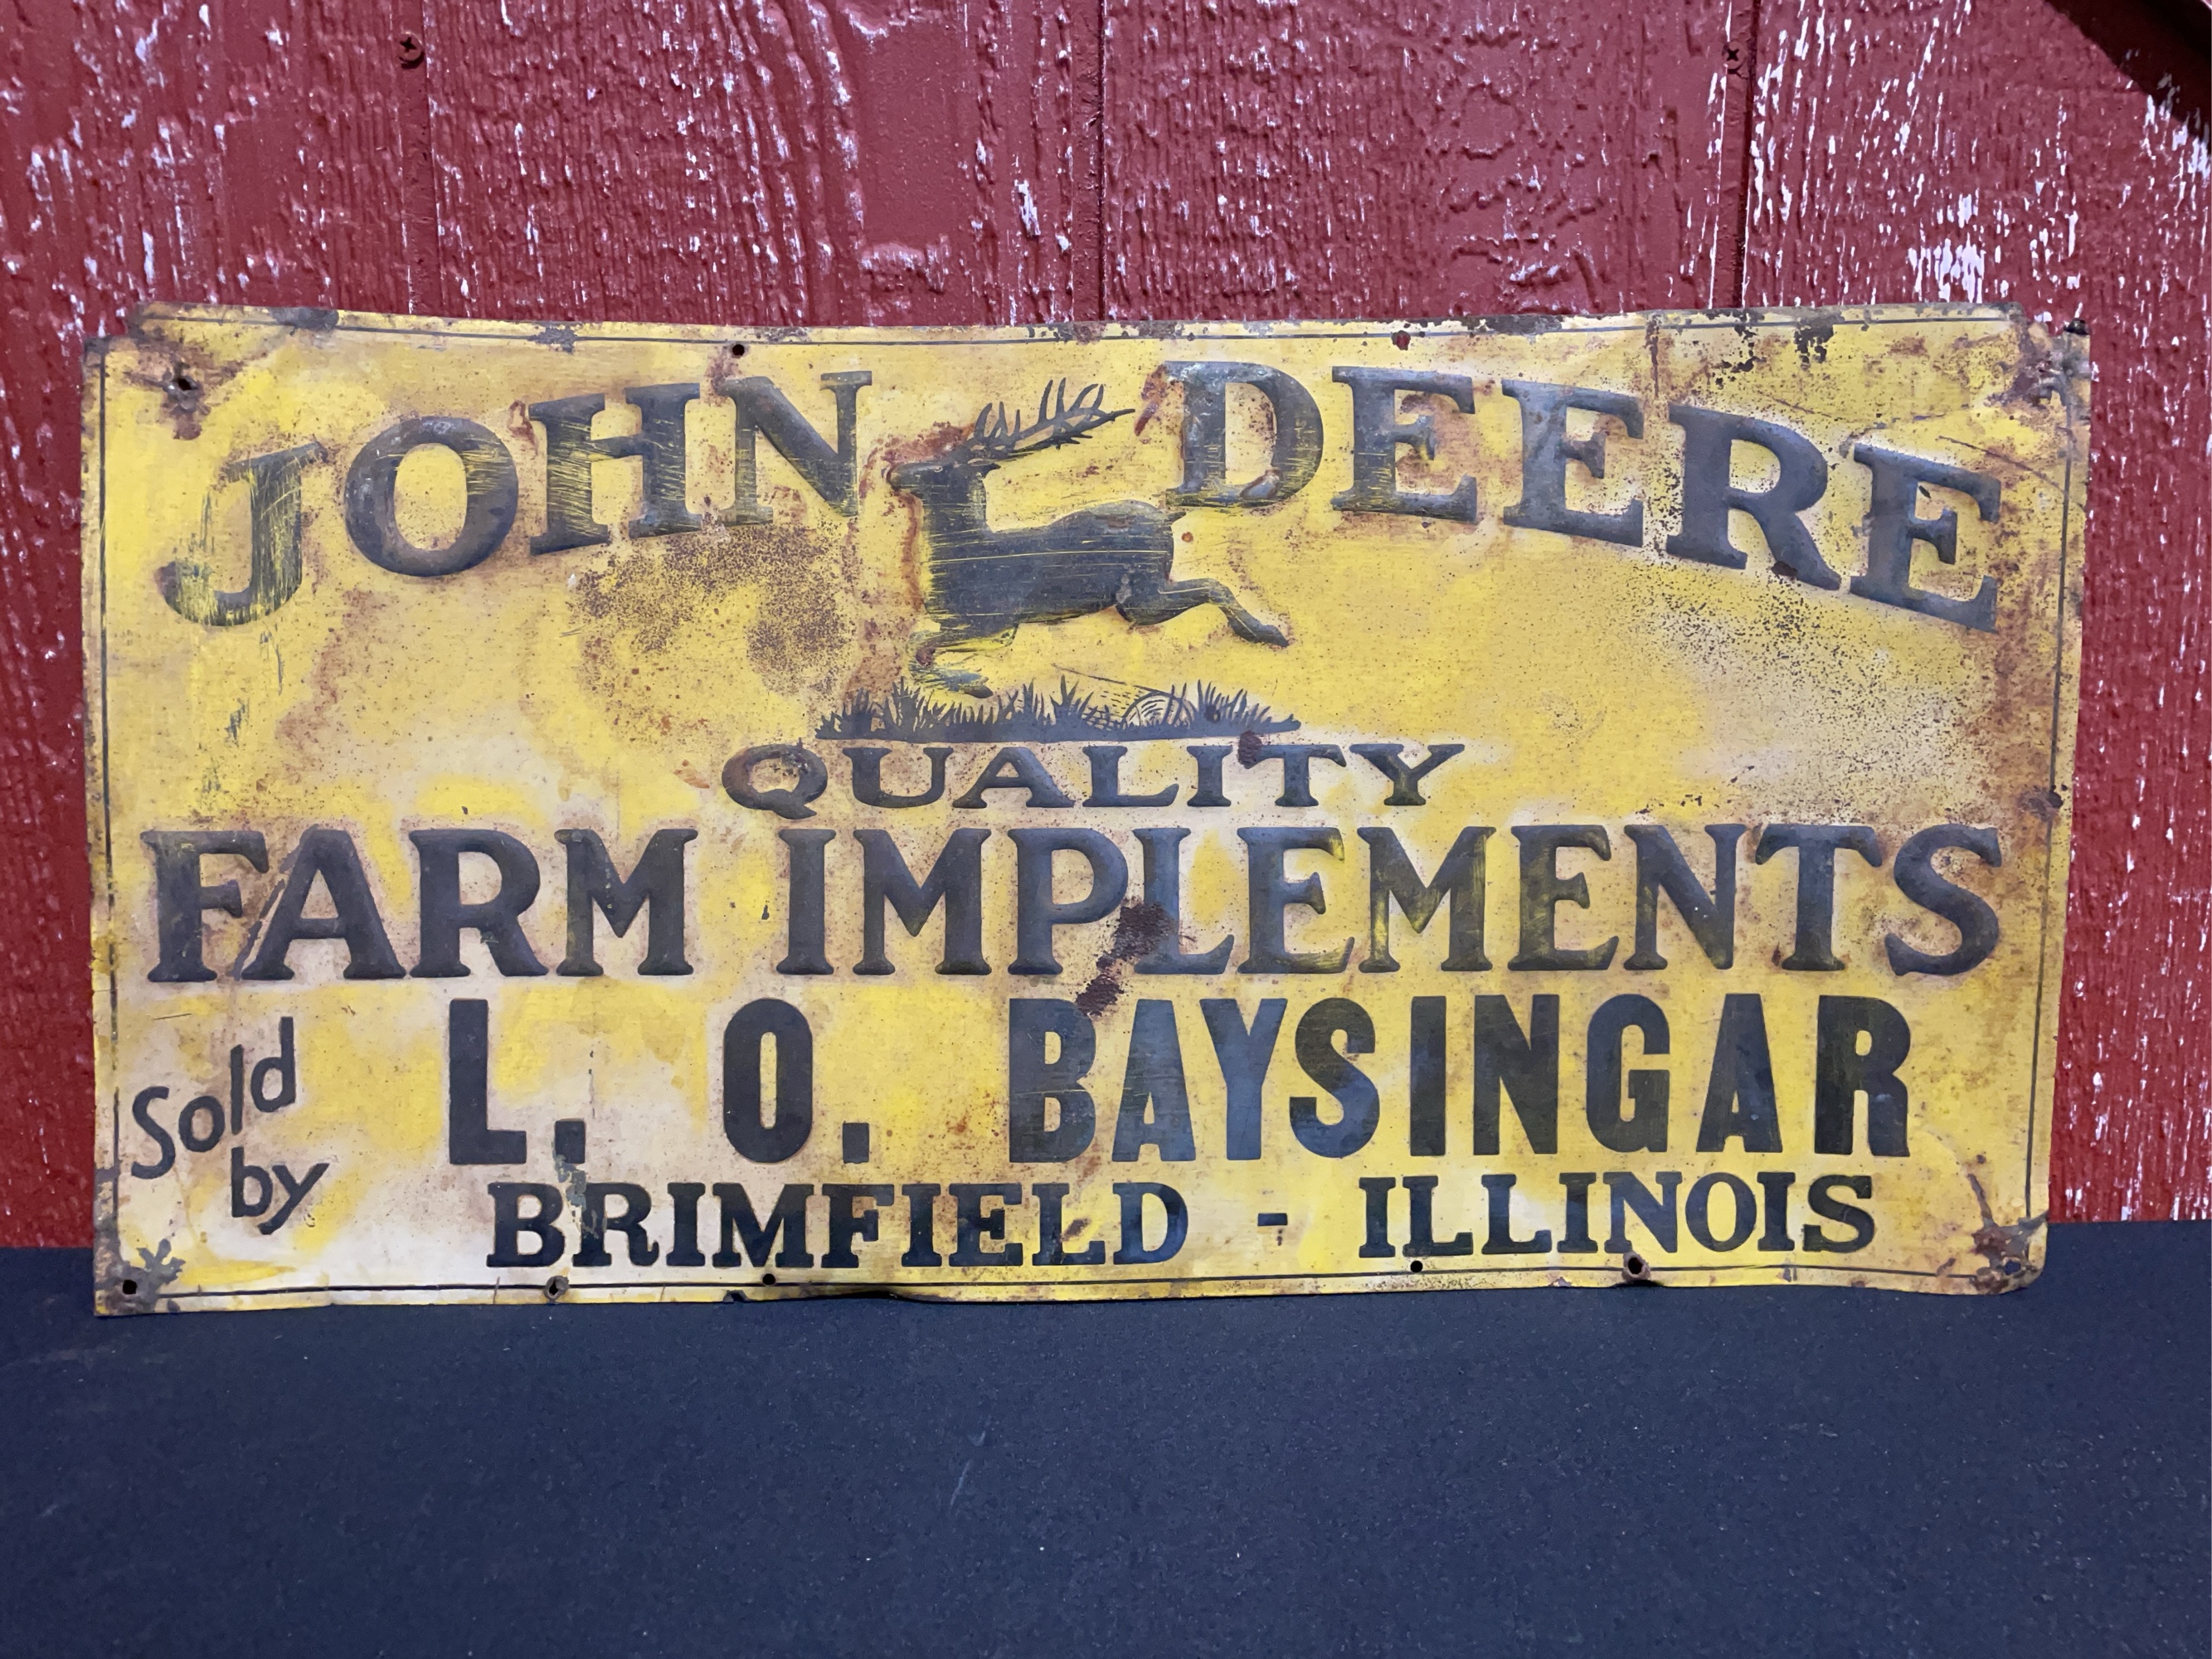 JOHN DEERE
QUALITY
FARM IMPLEMENTS
Sold by
L. O. BAYSINGAR
BRIMFIELD - ILLINOIS